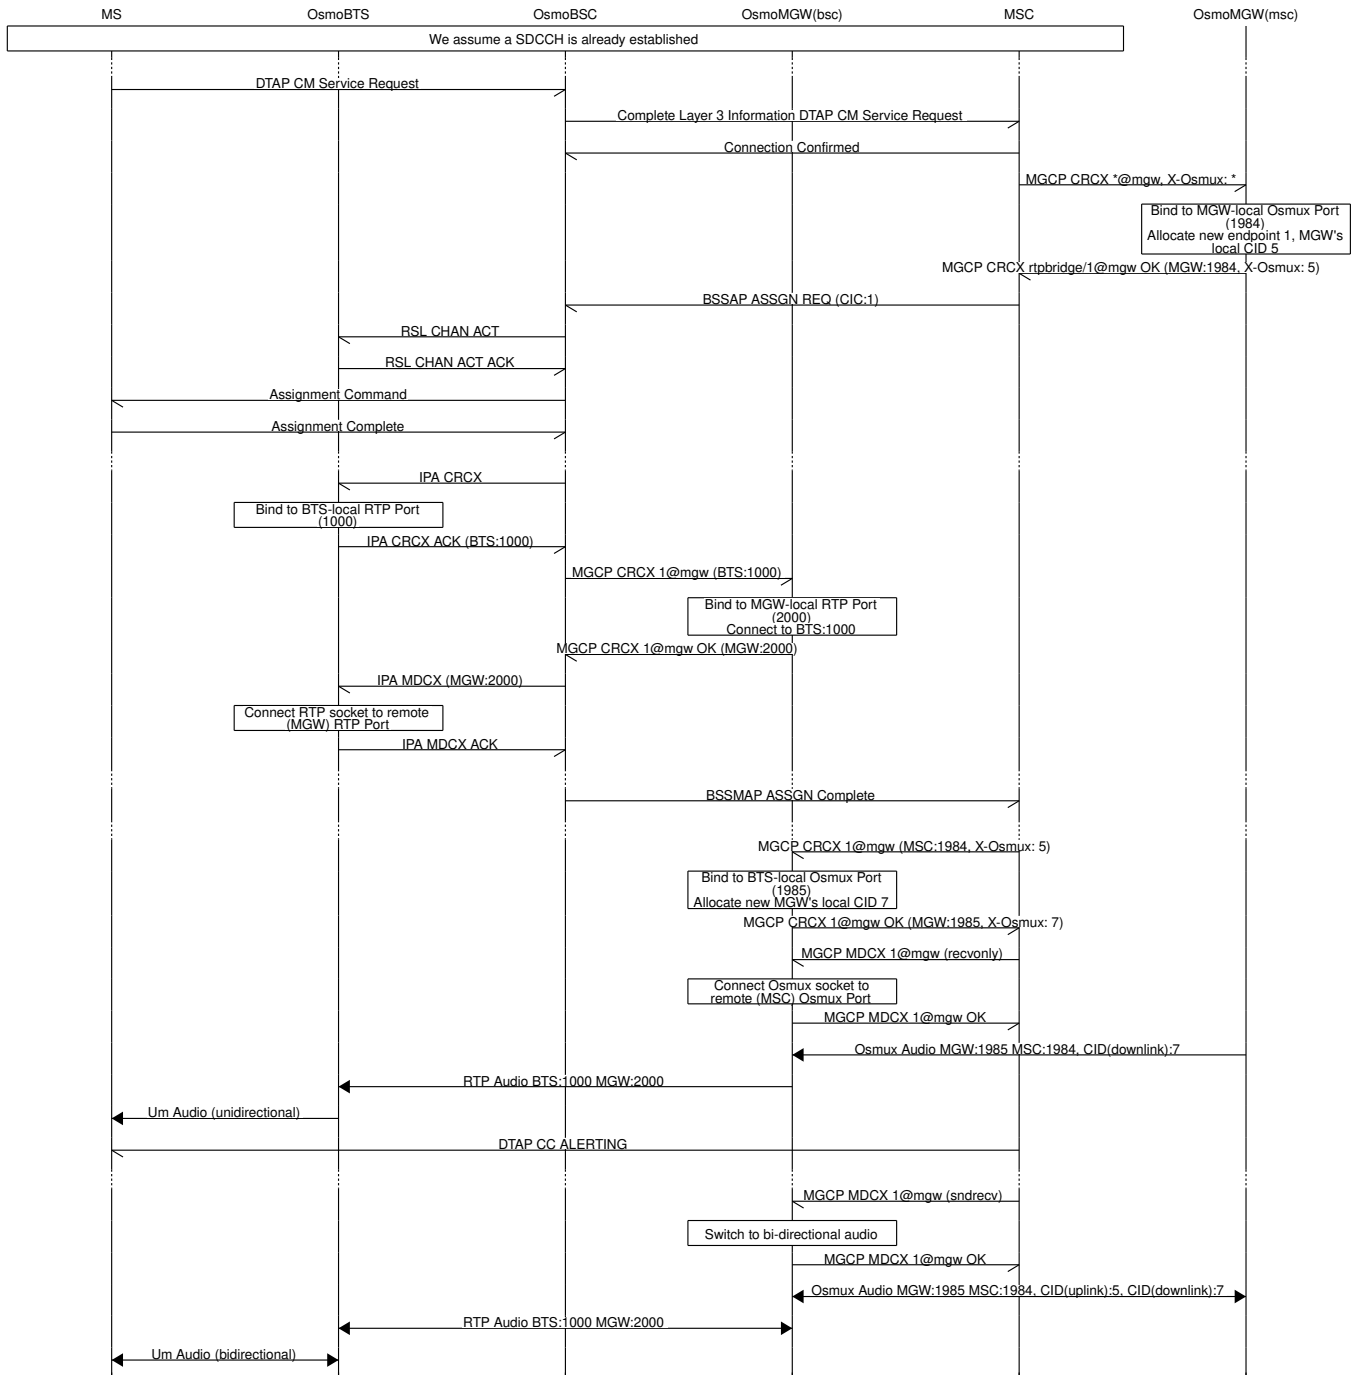 MS OsmoBTS OsmoBSC OsmoMGW(bsc) MSC OsmoMGW(msc)
We assume a SDCCH is already established
DTAP CM Service Request
Complete Layer 3 Information DTAP CM Service Request
Connection Confirmed
MGCP CRCX *@mgw, X-Osmux: *
Bind to MGW-local Osmux Port
(1984)
Allocate new endpoint 1, MGW's
local CID 5
MGCP CRCX rtpbridge/1@mgw OK (MGW:1984, X-Osmux: 5)
BSSAP ASSGN REQ (CIC:1)
RSL CHAN ACT
RSL CHAN ACT ACK
Assignment Command
Assignment Complete
IPA CRCX
Bind to BTS-local RTP Port
(1000)
IPA CRCX ACK (BTS:1000)
MGCP CRCX 1@mgw (BTS:1000)
Bind to MGW-local RTP Port
(2000)
Connect to BTS:1000
MGCP CRCX 1@mgw OK (MGW:2000)
IPA MDCX (MGW:2000)
Connect RTP socket to remote
(MGW) RTP Port
IPA MDCX ACK
BSSMAP ASSGN Complete
MGCP CRCX 1@mgw (MSC:1984, X-Osmux: 5)
Bind to BTS-local Osmux Port
(1985)
Allocate new MGW's local CID 7
MGCP CRCX 1@mgw OK (MGW:1985, X-Osmux: 7)
MGCP MDCX 1@mgw (recvonly)
Connect Osmux socket to
remote (MSC) Osmux Port
MGCP MDCX 1@mgw OK
Osmux Audio MGW:1985 MSC:1984, CID(downlink):7
RTP Audio BTS:1000 MGW:2000
Um Audio (unidirectional)
DTAP CC ALERTING
MGCP MDCX 1@mgw (sndrecv)
Switch to bi-directional audio
MGCP MDCX 1@mgw OK
Osmux Audio MGW:1985 MSC:1984, CID(uplink):5, CID(downlink):7
RTP Audio BTS:1000 MGW:2000
Um Audio (bidirectional)